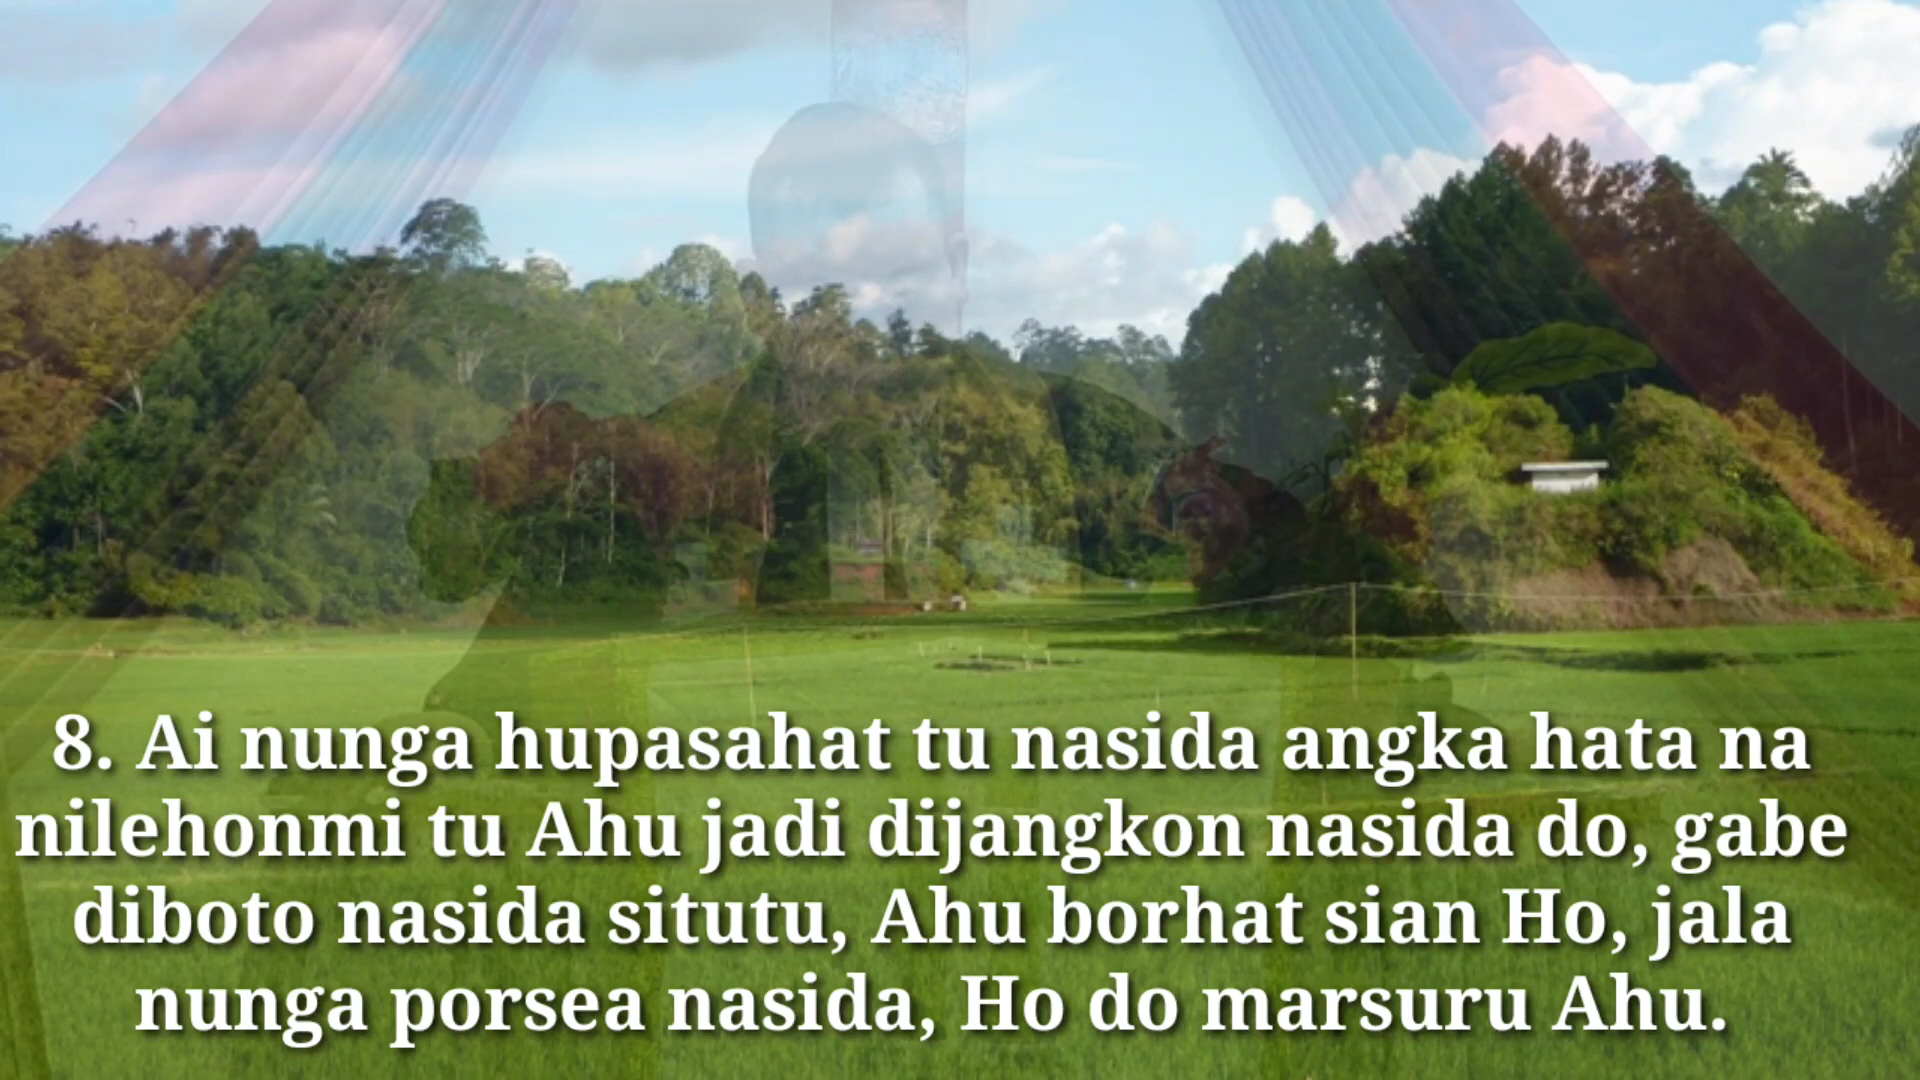 8. Ai nunga hupasahat tu nasida angka hata na
nilehonmi tu Ahu jadi dijangkon nasida do, gabe
diboto nasida situtu, Ahu borhat sian Ho, jala
nunga porsea nasida, Ho do marsuru Ahu.